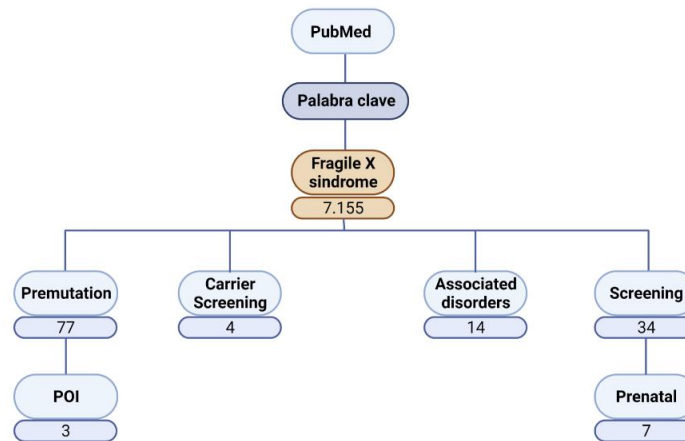 PubMed
Palabra clave
Fragile X
sindrome
7.155
Premutation
77
Carrier
Screening
4
Associated
disorders
14
Screening
34
POI
3
Prenatal
7